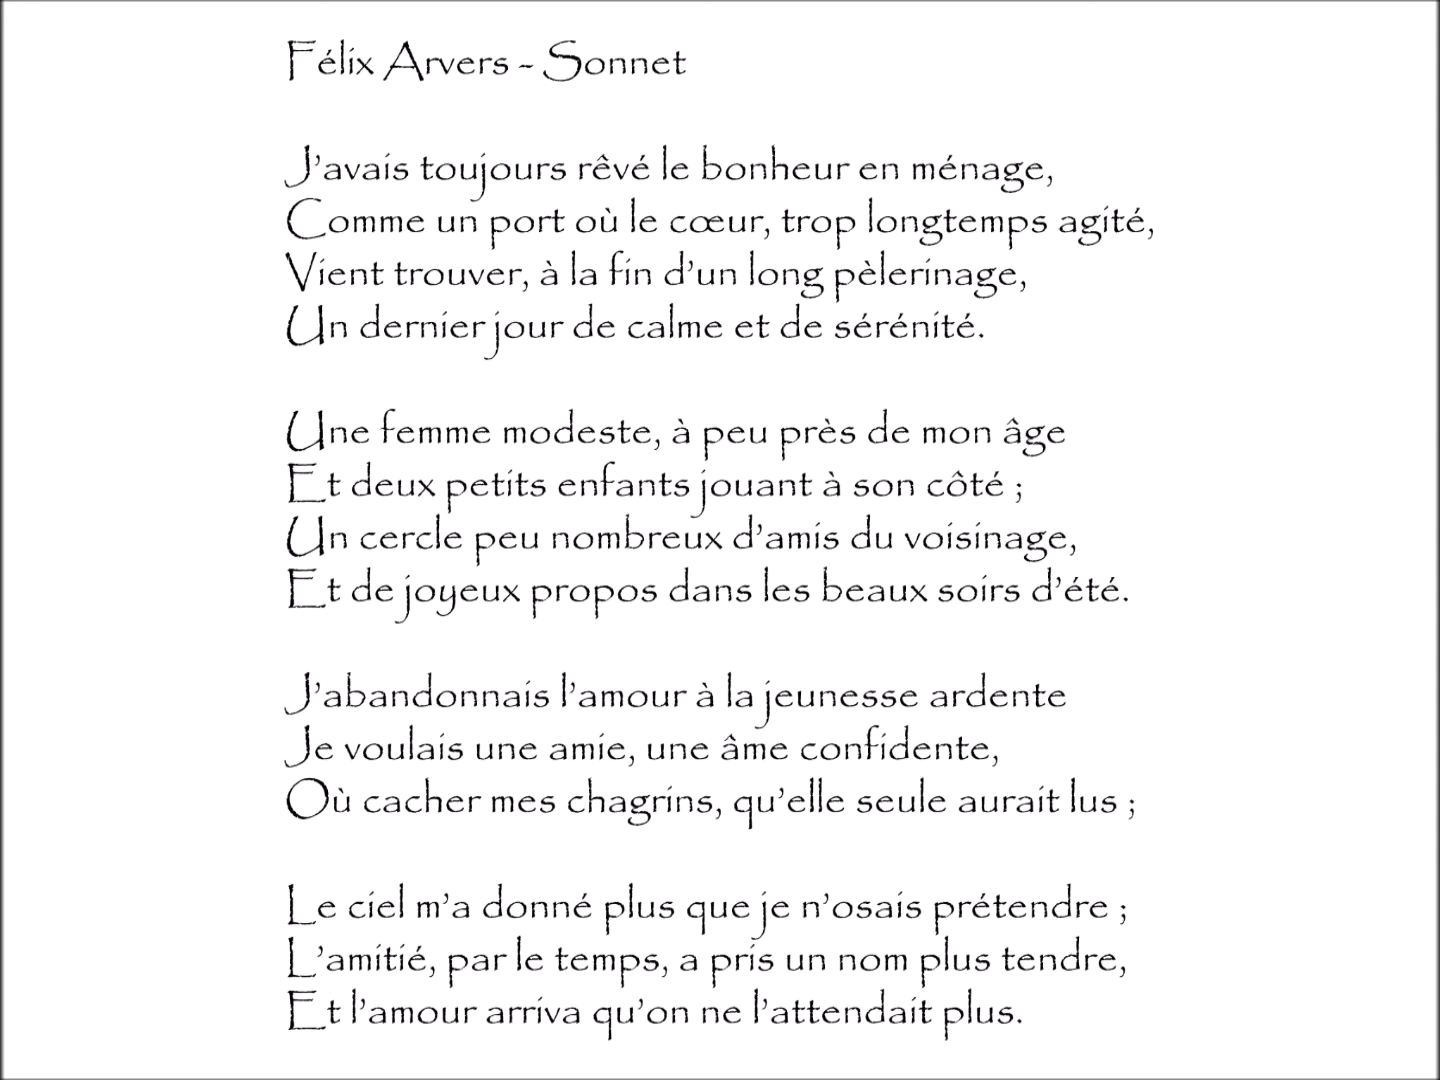 Félix Arvers - Sonnet
J'avais toujours rêvé le bonheur en ménage,
Comme un port où le cœur, trop longtemps agité,
Vient trouver, à la fin d'un long pèlerinage,
Un dernier jour de calme et de sérénité.
Une femme modeste, à peu près de mon âge
Et deux petits enfants jouant à son côté ;
Un cercle peu nombreux d'amis du voisinage,
Et de joyeux propos dans les beaux soirs d'été.
J'abandonnais l'amour à la jeunesse ardente
Je voulais une amie, une âme confidente,
Où cacher mes chagrins, qu'elle seule aurait lus ;
Le ciel m'a donné plus que je n'osais prétendre ;
L'amitié, par le temps, a pris un nom plus tendre,
Et l'amour arriva qu'on ne l'attendait plus.